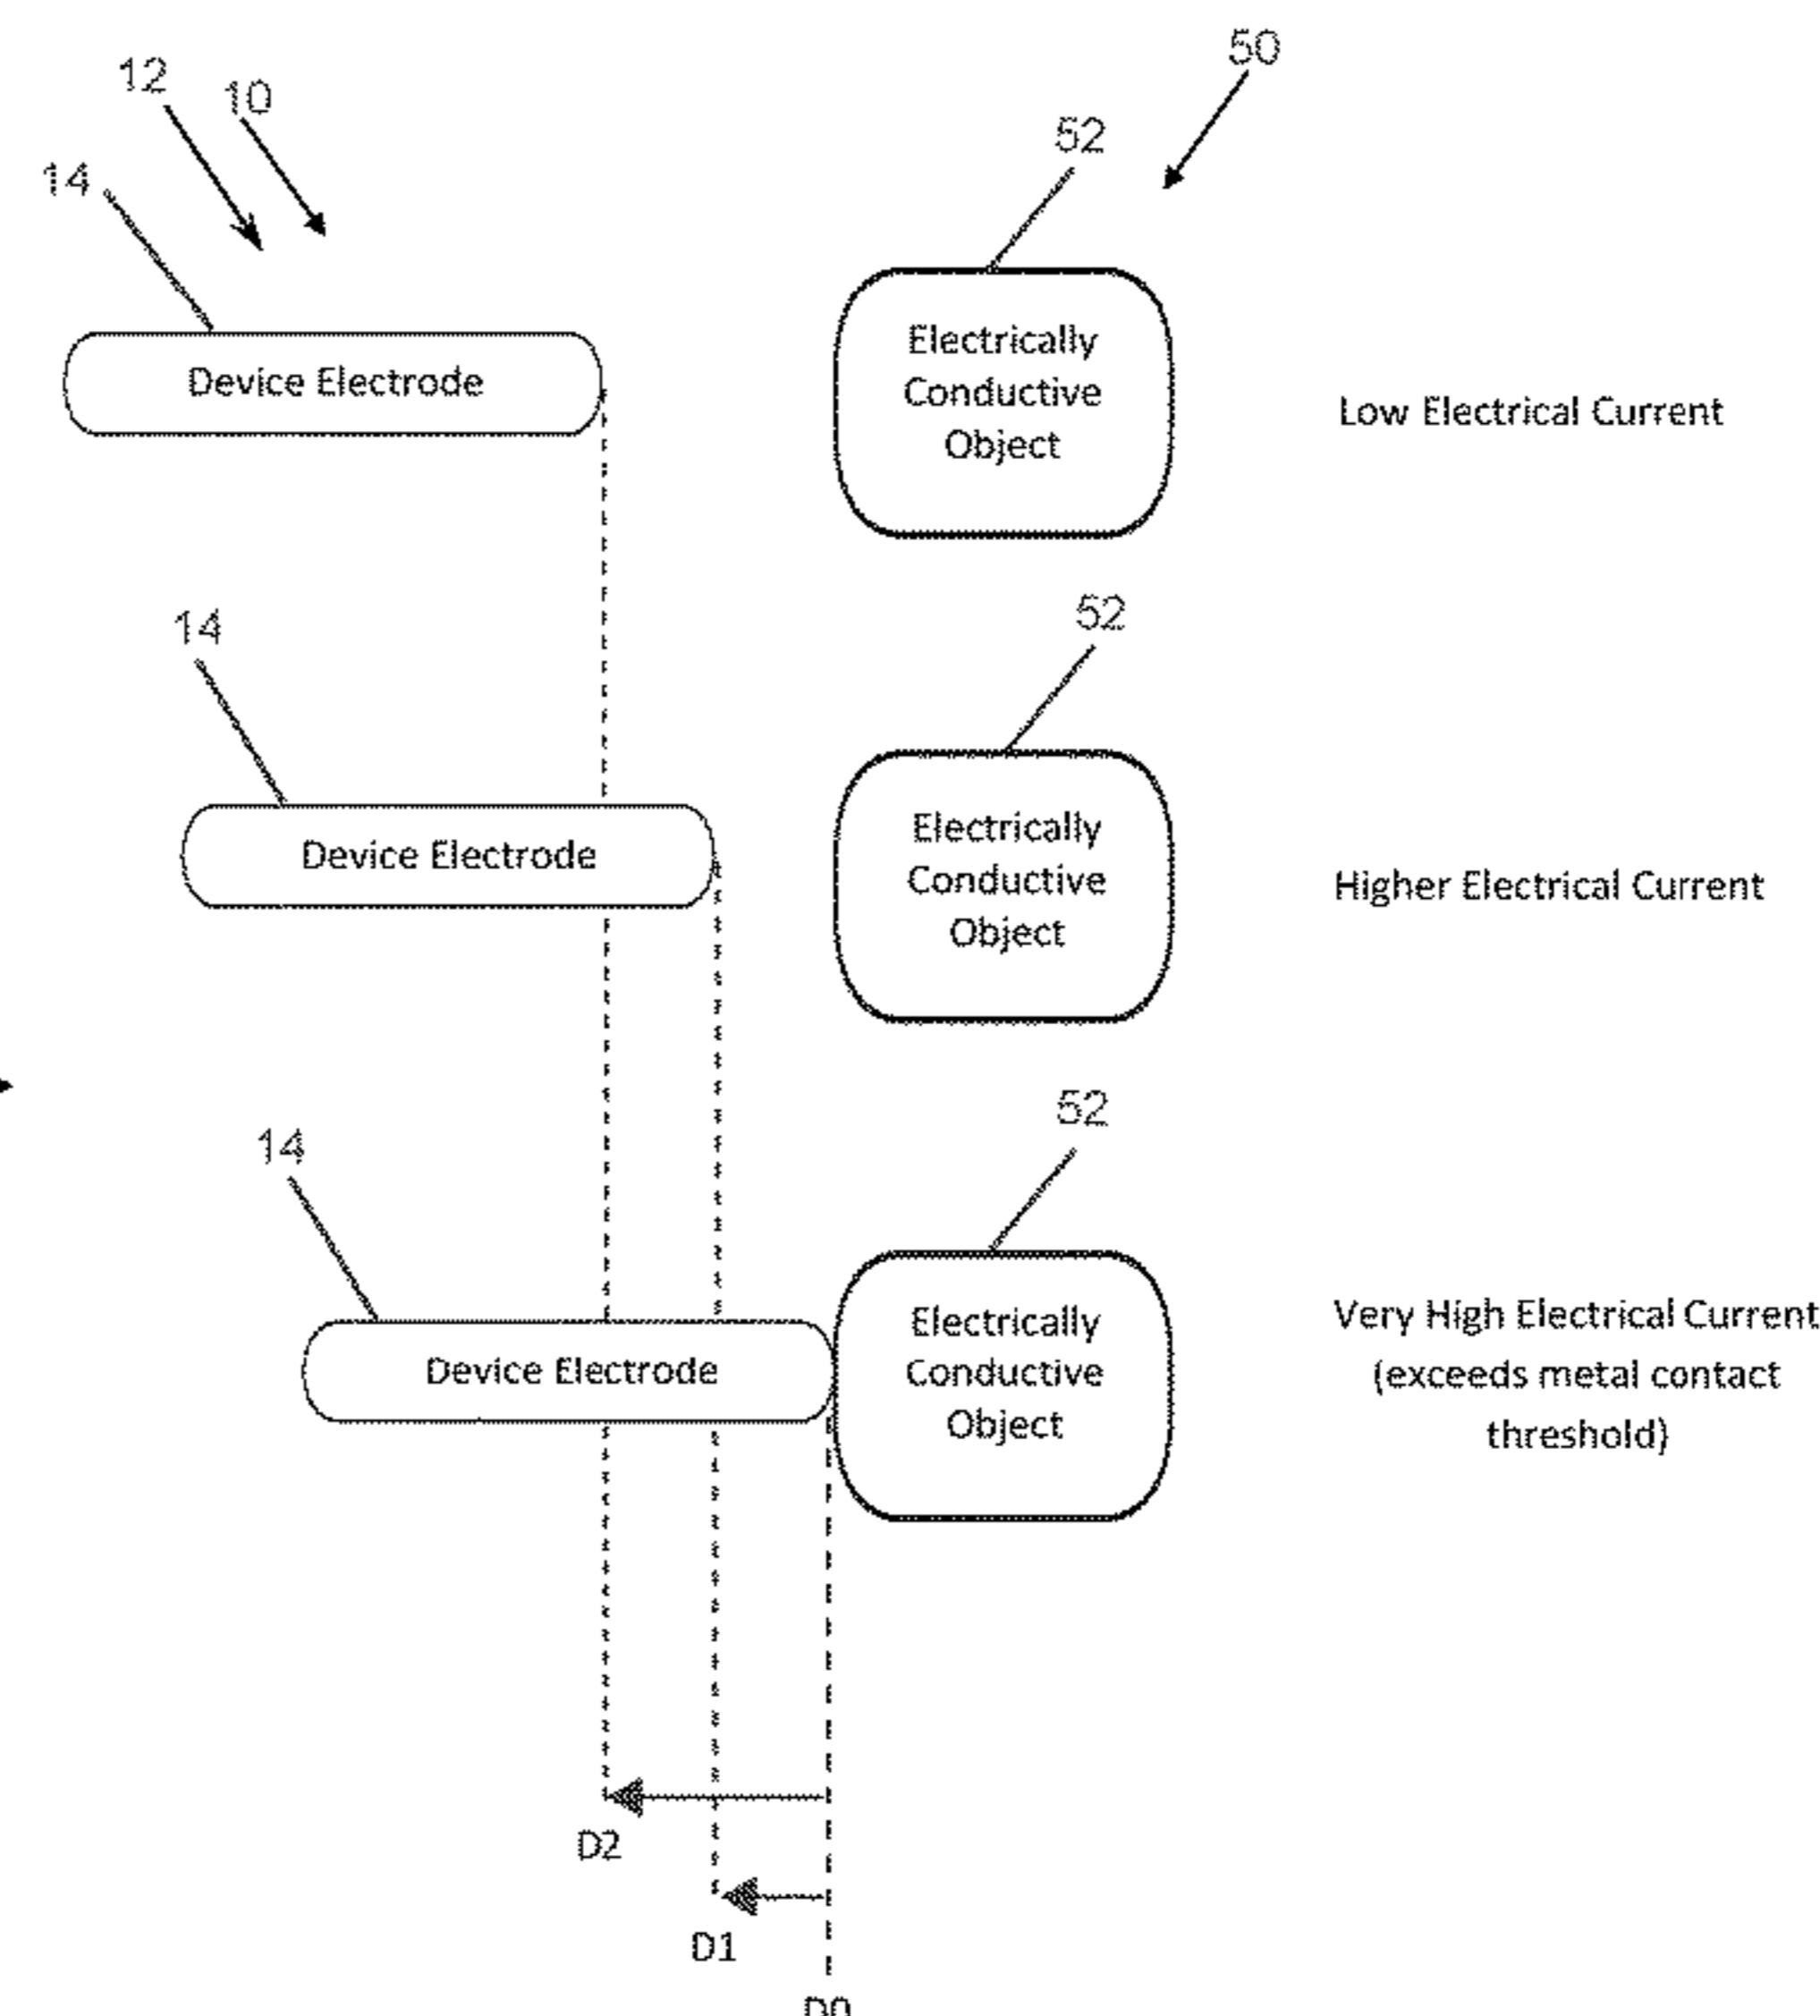 12
10
50
14
52
Device Electrode
Electrically
Conductive
Object
Low Electrical Current
14
52
Device Electrode
Electrically
Conductive
Object
Higher Electrical Current
14
52
Device Electrode
Electrically
Conductive
Object
Very High Electrical Current
(exceeds metal contact
threshold)
D2
D1
D0